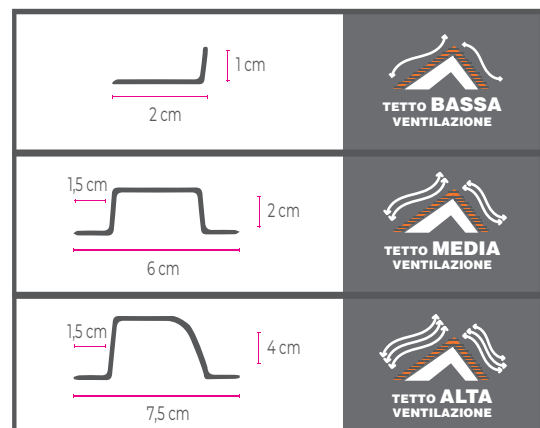 1 cm
2 cm
TETTO BASSA
VENTILAZIONE
1,5 cm
2 cm
6 cm
TETTO MEDIA
VENTILAZIONE
1,5 cm
4 cm
7,5 cm
TETTO ALTA
VENTILAZIONE